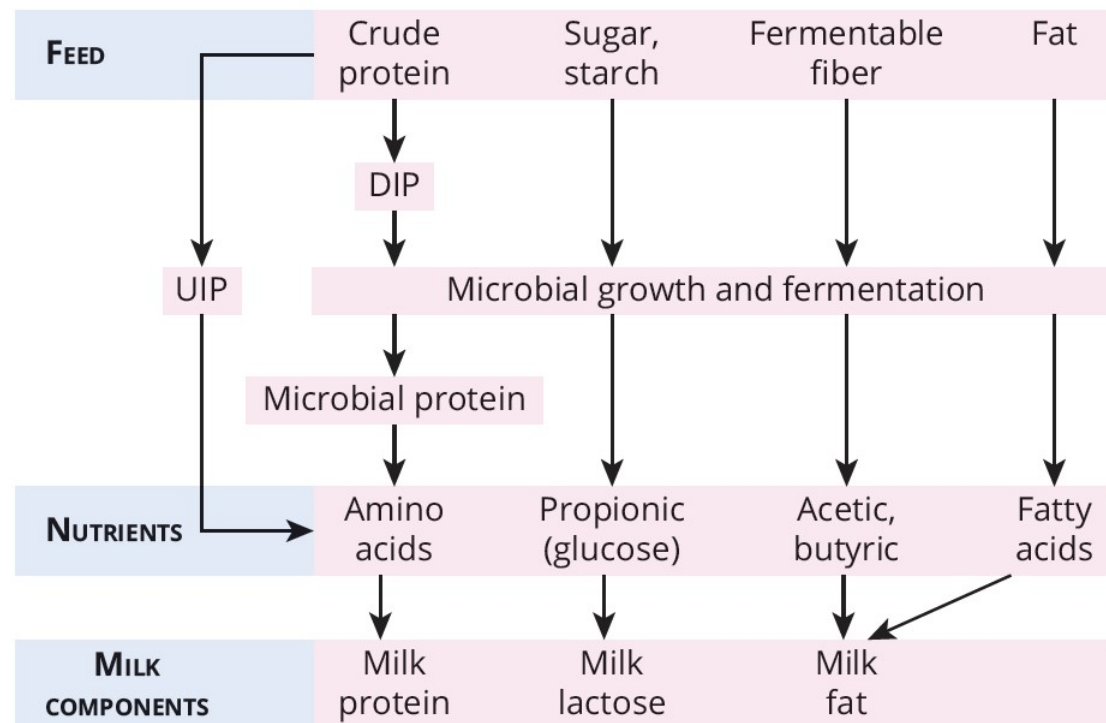 FEED
Crude
protein
Sugar,
starch
Fermentable
fiber
Fat
DIP
UIP
Microbial growth and fermentation
Microbial protein
NUTRIENTS
Amino
acids
Propionic
(glucose)
Acetic,
butyric
Fatty
acids
MILK
COMPONENTS
Milk
protein
Milk
lactose
Milk
fat